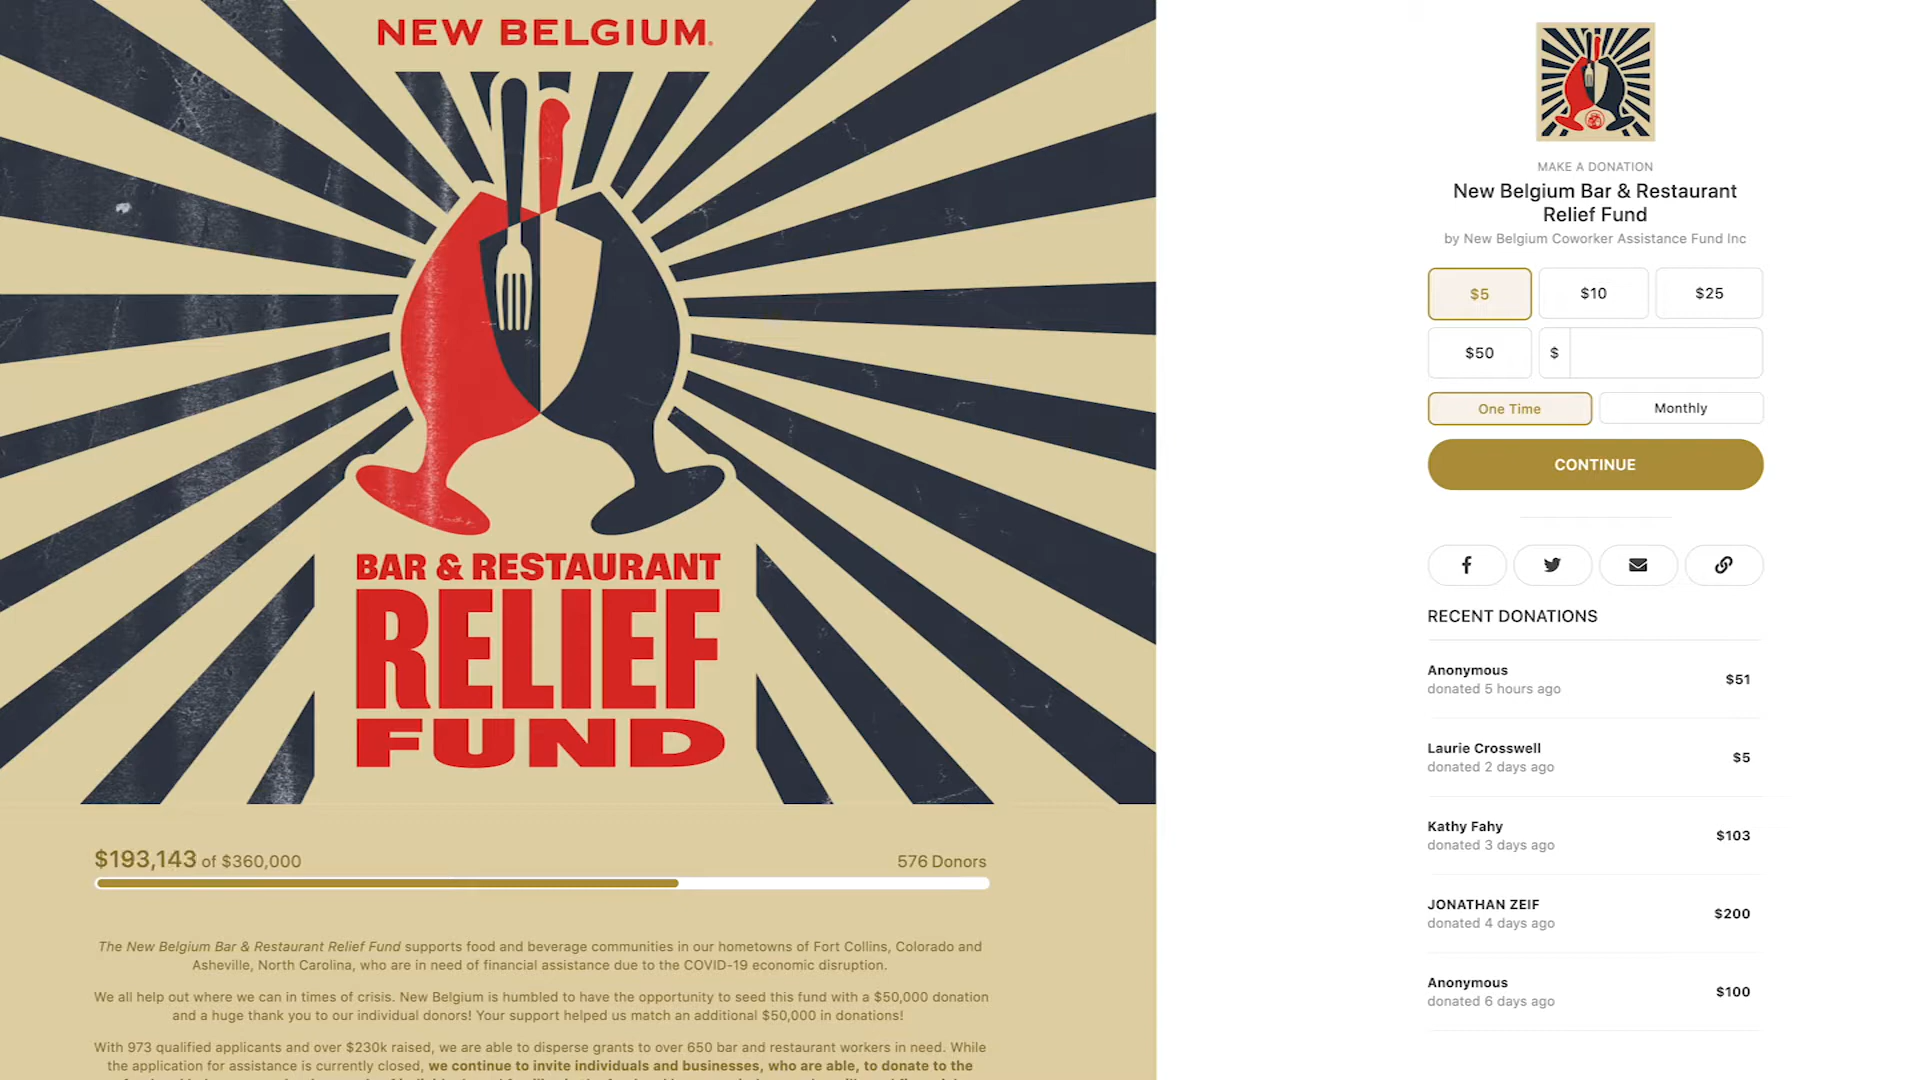 NEW BELGIUM.
BAR & RESTAURANT
RELIEF
FUND
$193,143 of $360,000
576 Donors
The New Belgium Bar & Restaurant Relief Fund supports food and beverage communities in our hometowns of Fort Collins, Colorado and
Asheville, North Carolina, who are in need of financial assistance due to the COVID-19 economic disruption.
We all help out where we can in times of crisis. New Belgium is humbled to have the opportunity to seed this fund with a $50,000 donation
and a huge thank you to our individual donors! Your support helped us match an additional $50,000 in donations!
With 973 qualified applicants and over $230k raised, we are able to disperse grants to over 650 bar and restaurant workers in need. While
the application for assistance is currently closed, we continue to invite individuals and businesses, who are able, to donate to the
MAKE A DONATION
New Belgium Bar & Restaurant
Relief Fund
by New Belgium Coworker Assistance Fund Inc
$5
$10
$25
$50
$
One Time
Monthly
CONTINUE
RECENT DONATIONS
Anonymous
donated 5 hours ago
$51
Laurie Crosswell
donated 2 days ago
$5
Kathy Fahy
donated 3 days ago
$103
JONATHAN ZEIF
donated 4 days ago
$200
Anonymous
donated 6 days ago
$100